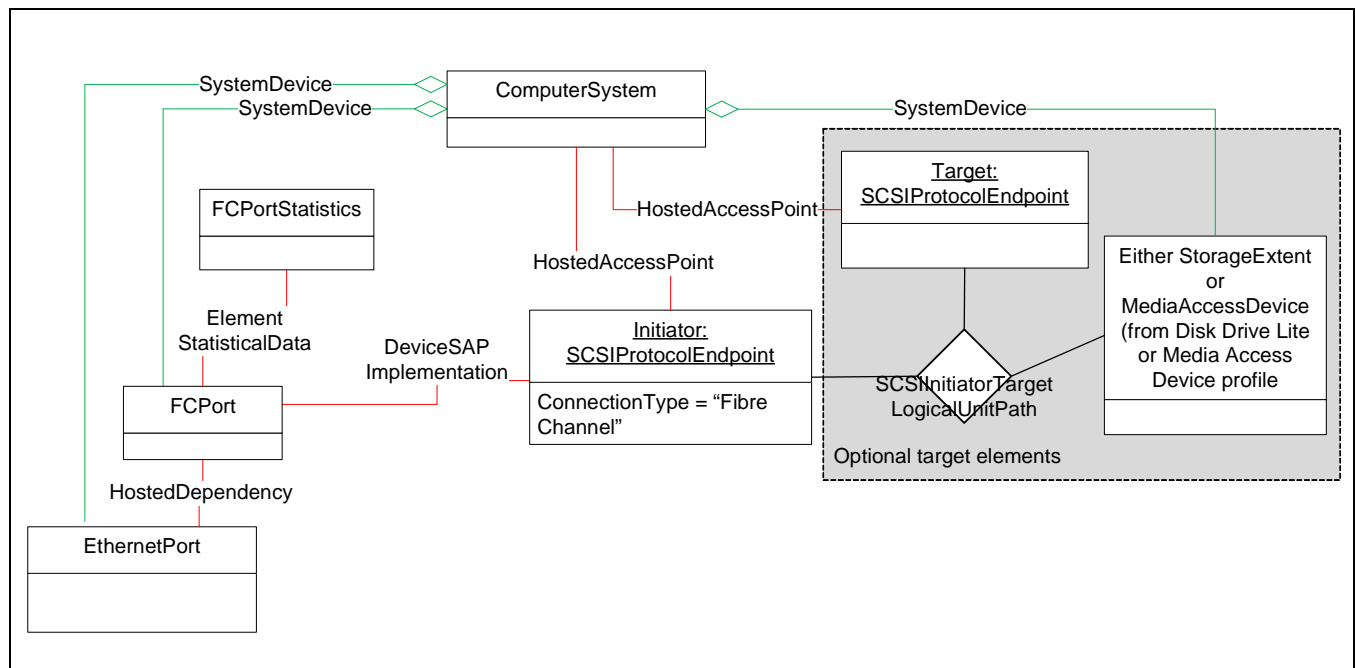 SystemDevice
SystemDevice
ComputerSystem
SystemDevice
Target:
SCSIProtocolEndpoint
FCPortStatistics
HostedAccessPoint
HostedAccessPoint
Either StorageExtent
or
MediaAccessDevice
(from Disk Drive Lite
or Media Access
Device profile
Element
StatisticalData
DeviceSAP
Implementation
Initiator:
SCSIProtocolEndpoint
ConnectionType = “Fibre
Channel”
SCSIInitiatorTarget
LogicalUnitPath
FCPort
Optional target elements
HostedDependency
EthernetPort